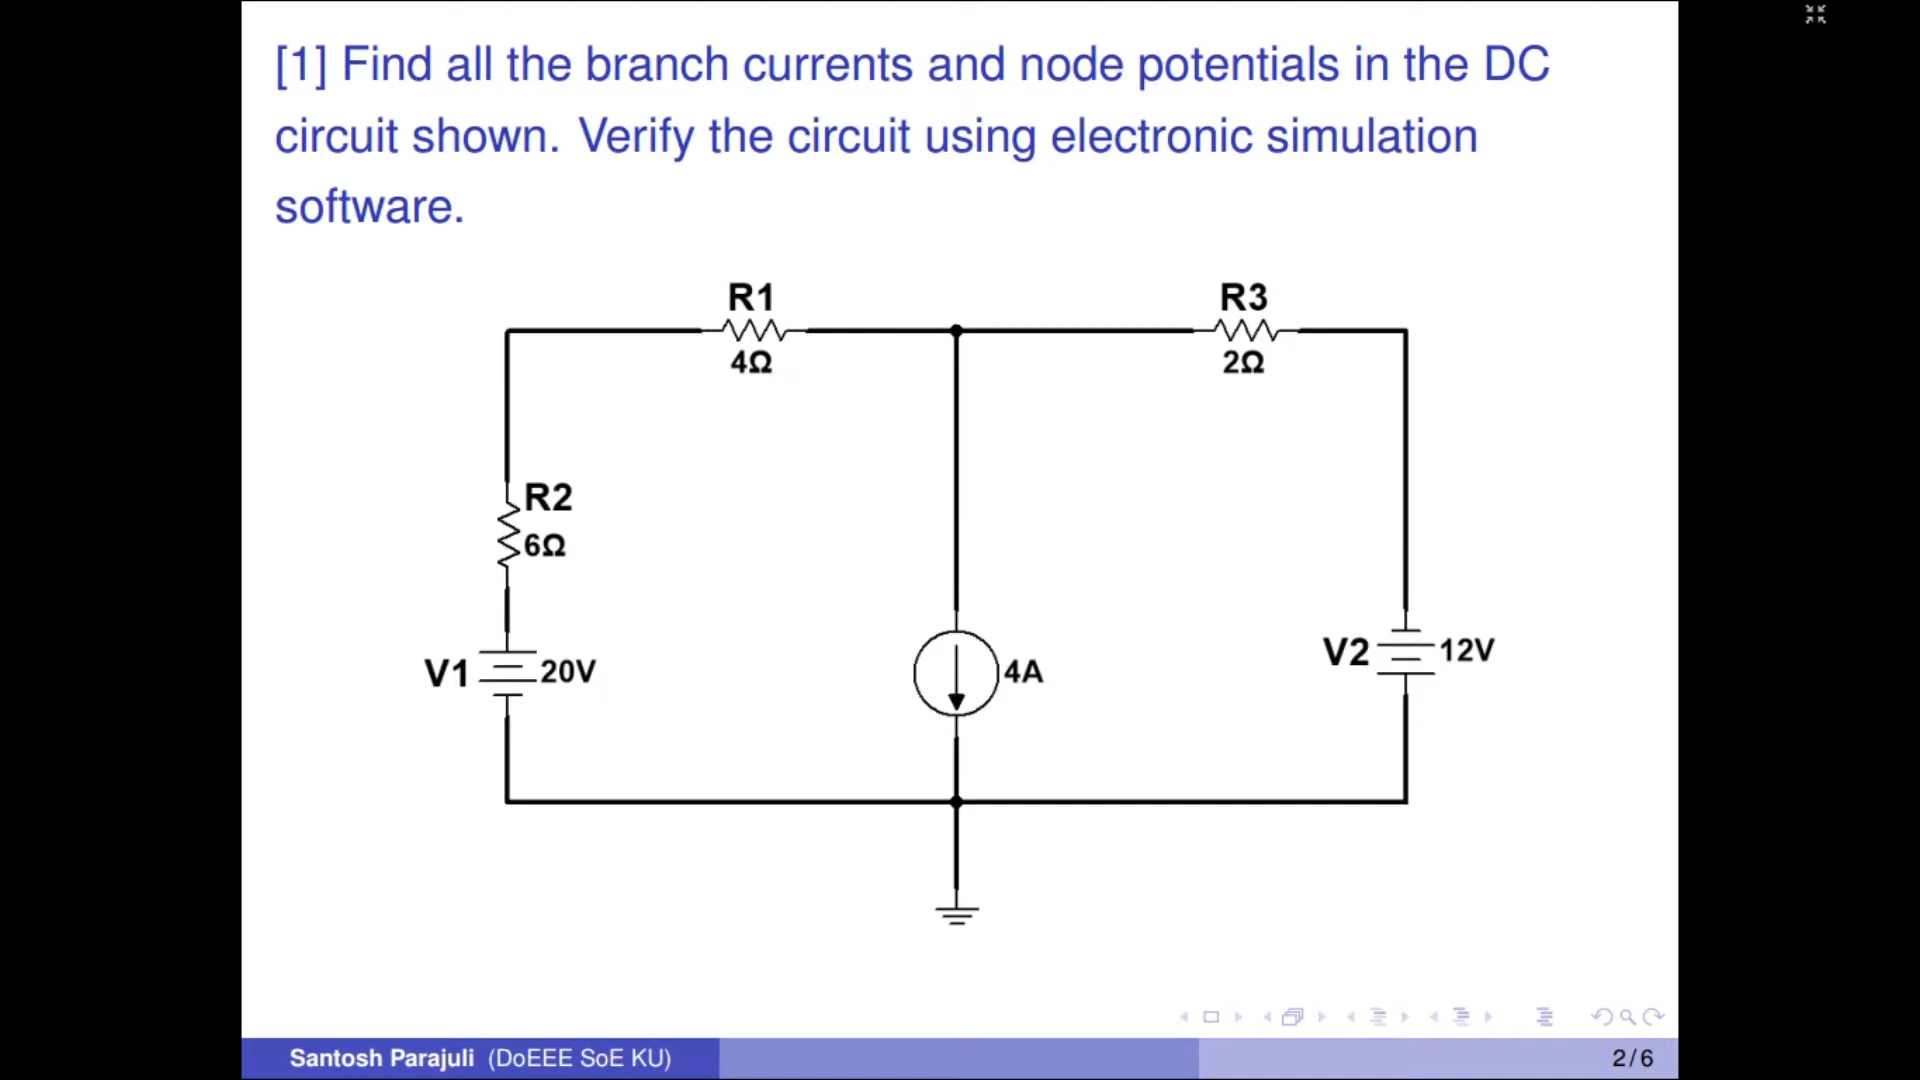 [1] Find all the branch currents and node potentials in the DC
circuit shown. Verify the circuit using electronic simulation
software.
R1
4Ω
R3
2Ω
R2
6Ω
V1
20V
4A
V2
12V
Santosh Parajuli (DoEEE SoE KU)
2/6